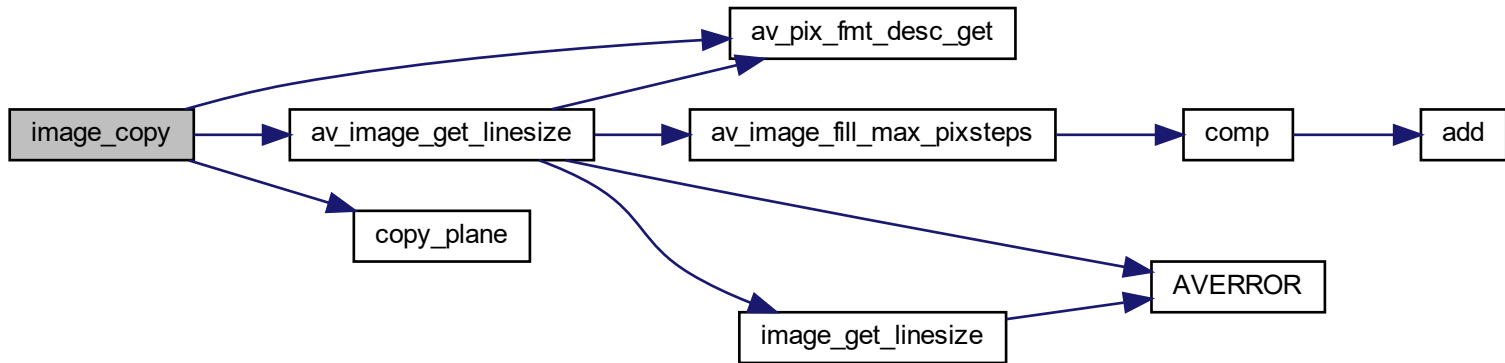 av_pix_fmt_desc_get
image_copy
av_image_get_linesize
av_image_fill_max_pixsteps
comp
add
copy_plane
AVERROR
image_get_linesize